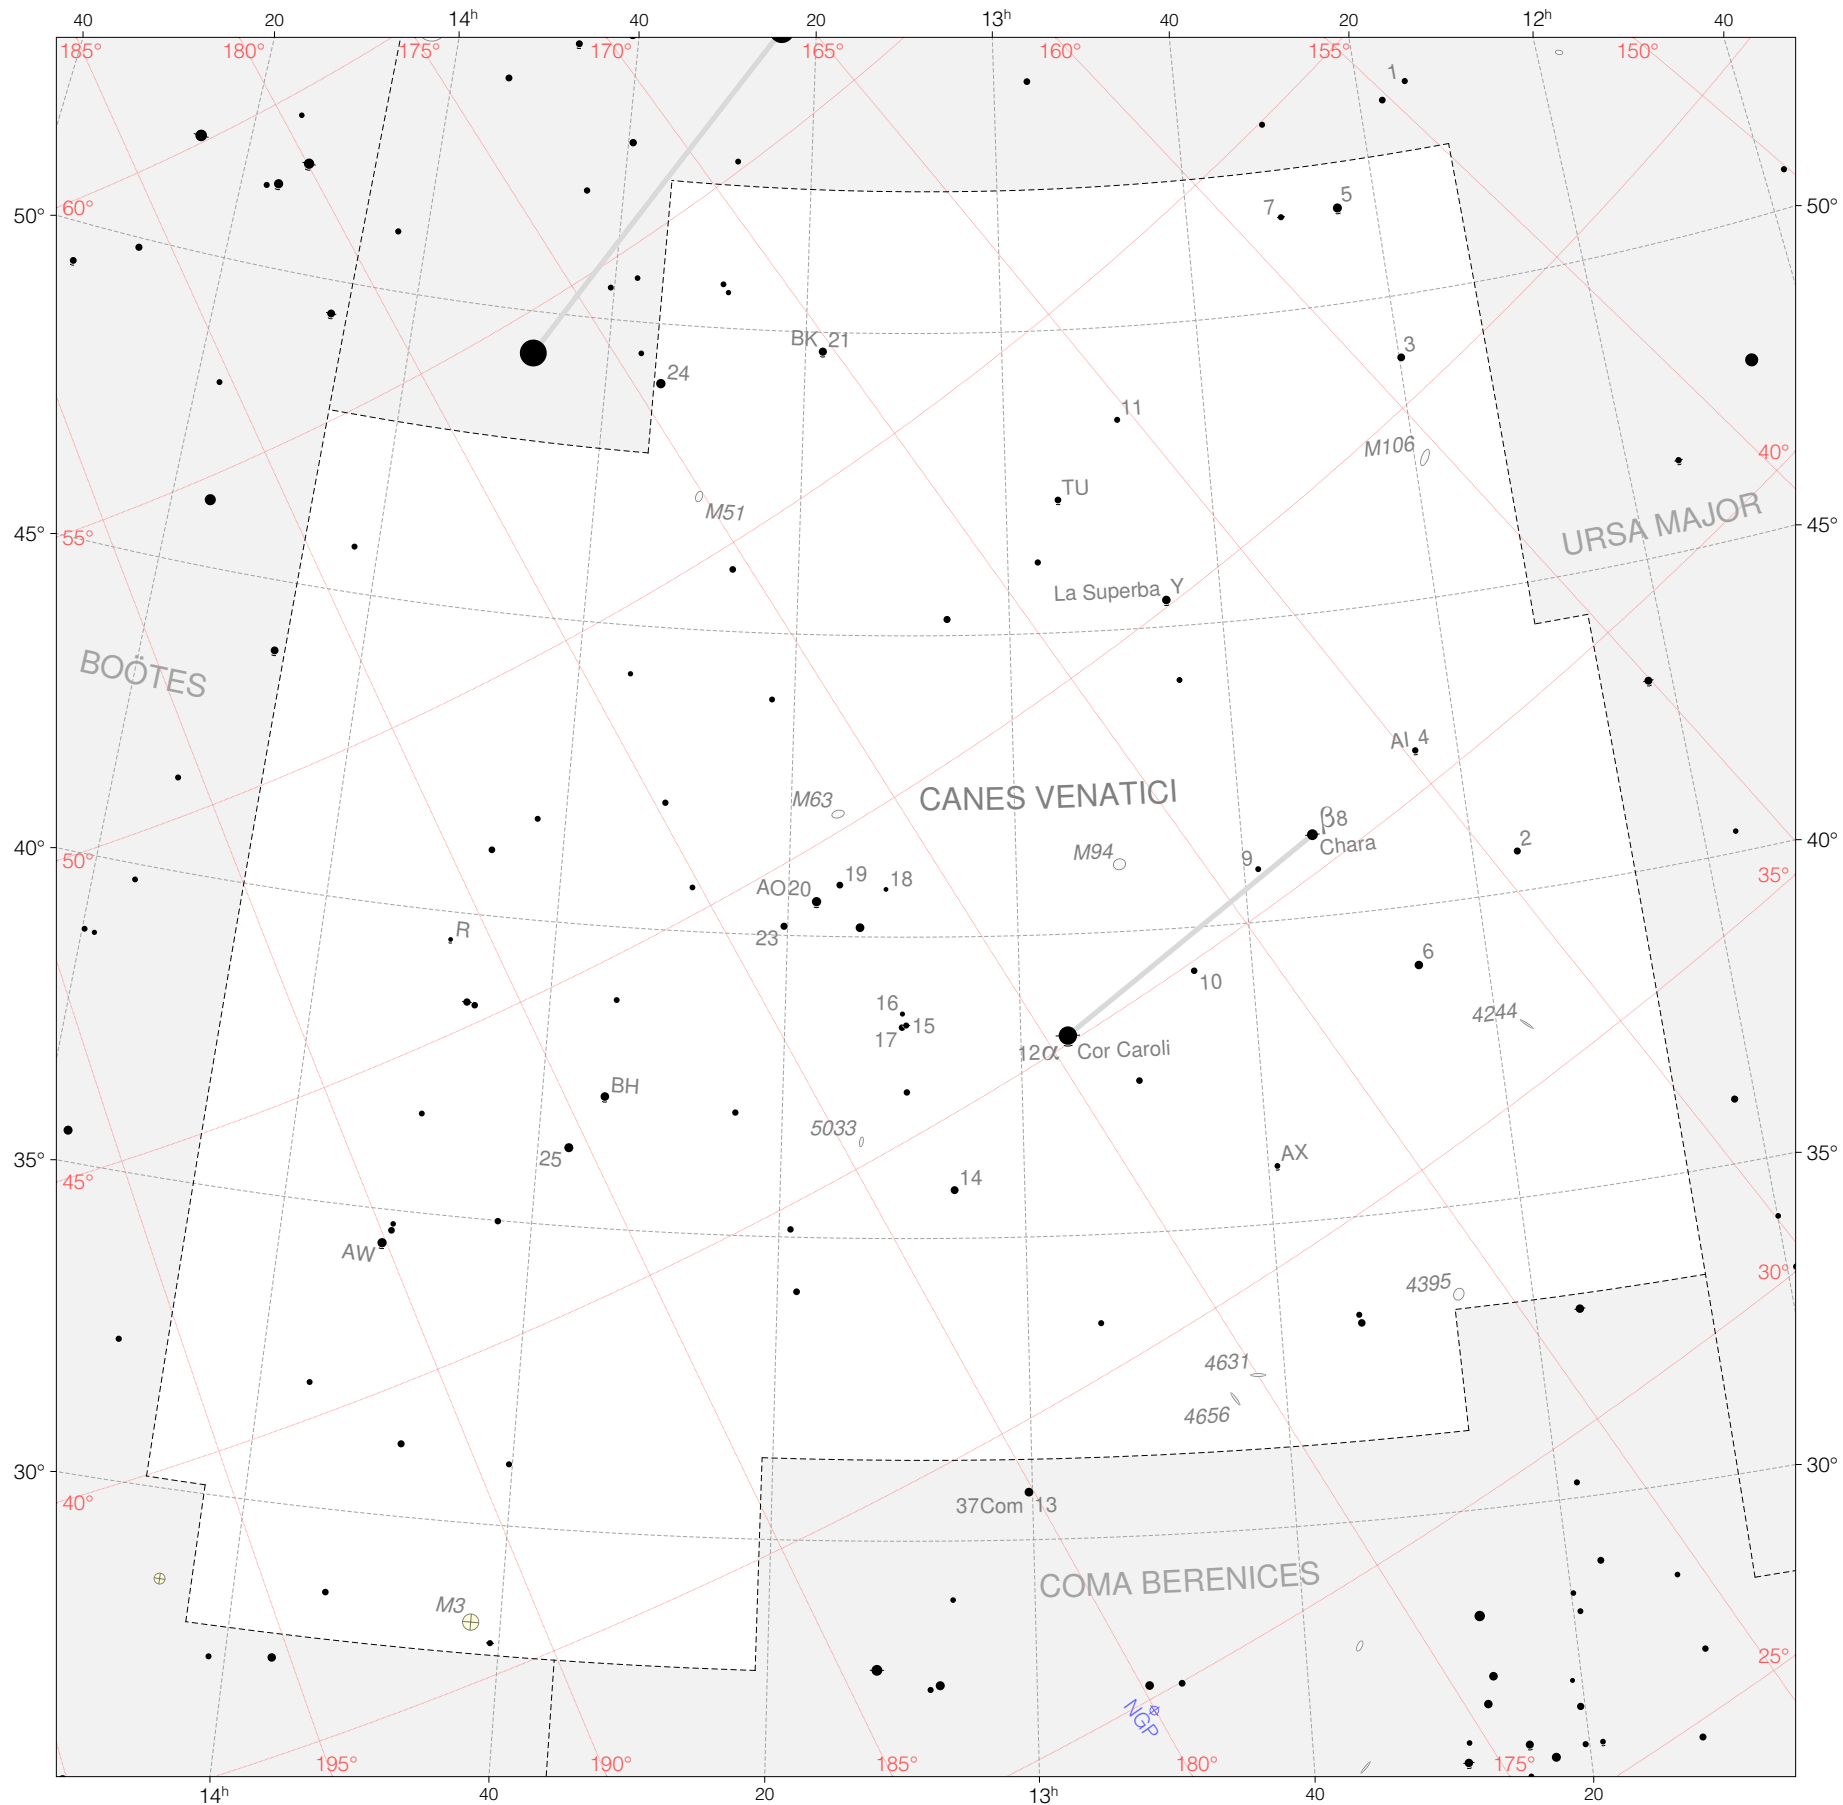 40 20 14h 40 20 13h 40 20 12h 40
185° 180° 175° 170° 165° 160° 155° 150°
1
60°
50° 7 5 50°
BK 21 3
24
11
M106 40°
TU
M51
45° URSA MAJOR 45°
55°
La Superba Y
BOÖTES
AI 4
M63 CANES VENATICI
β8
Chara
2
40° 40°
50° M94 9 35°
AO20 19 18
R 23
6
10
16 4244
15
17
12α Cor Caroli
BH
5033
35° 25 AX 35°
45° 14
AW 30°
4395
4631
4656
30° 30°
40° 37Com 13
COMA BERENICES
M3
25°
NGP
195° 190° 185° 180° 175°
14h 40 20 13h 40 20